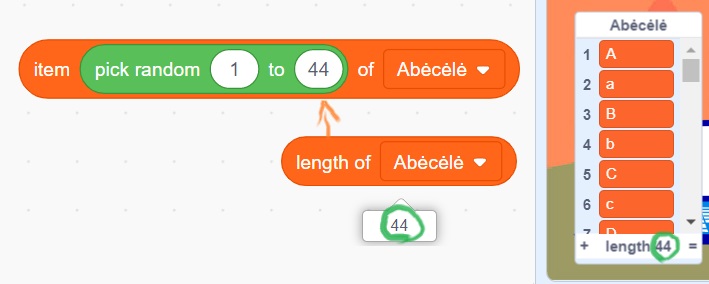 item pick random 1 to 44 of Abėcėlė
length of Abėcėlė
44
Abėcėlė
1 A
2 a
3 B
4 b
5 C
6 c
7 D
+ length 44 =